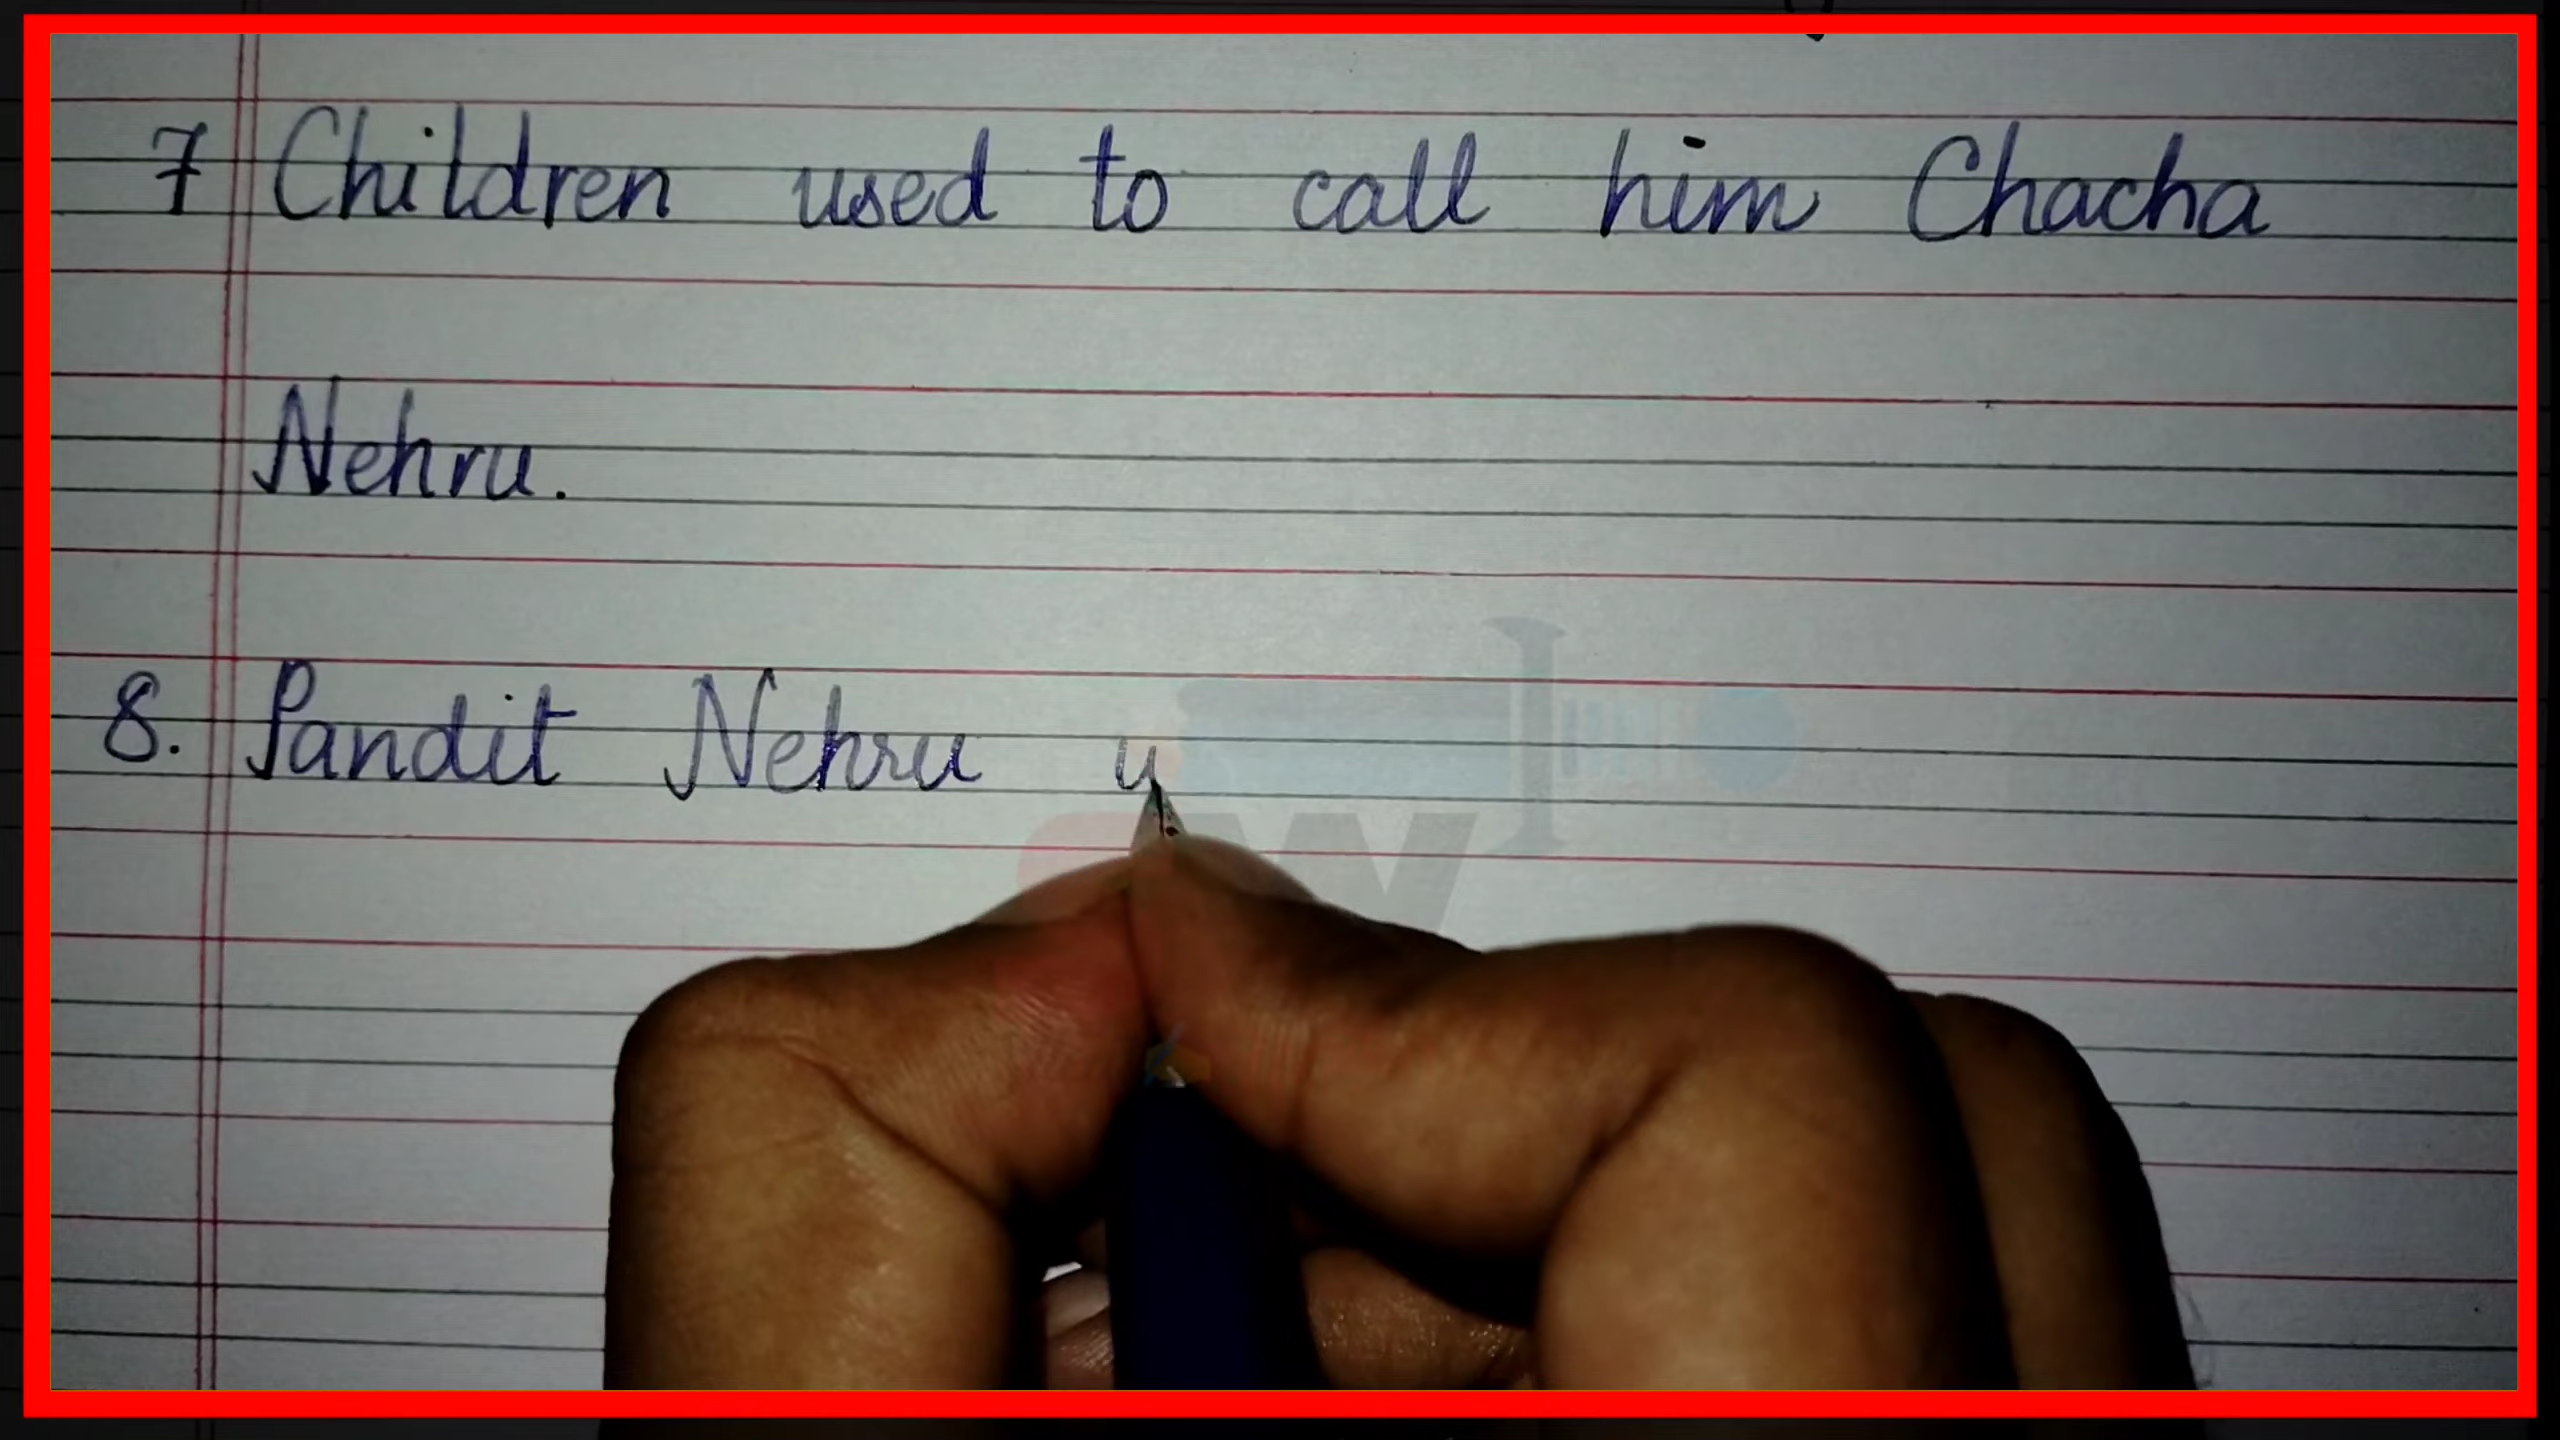 7 Children used to call him Chacha
Nehru.
8. Pandit Nehru